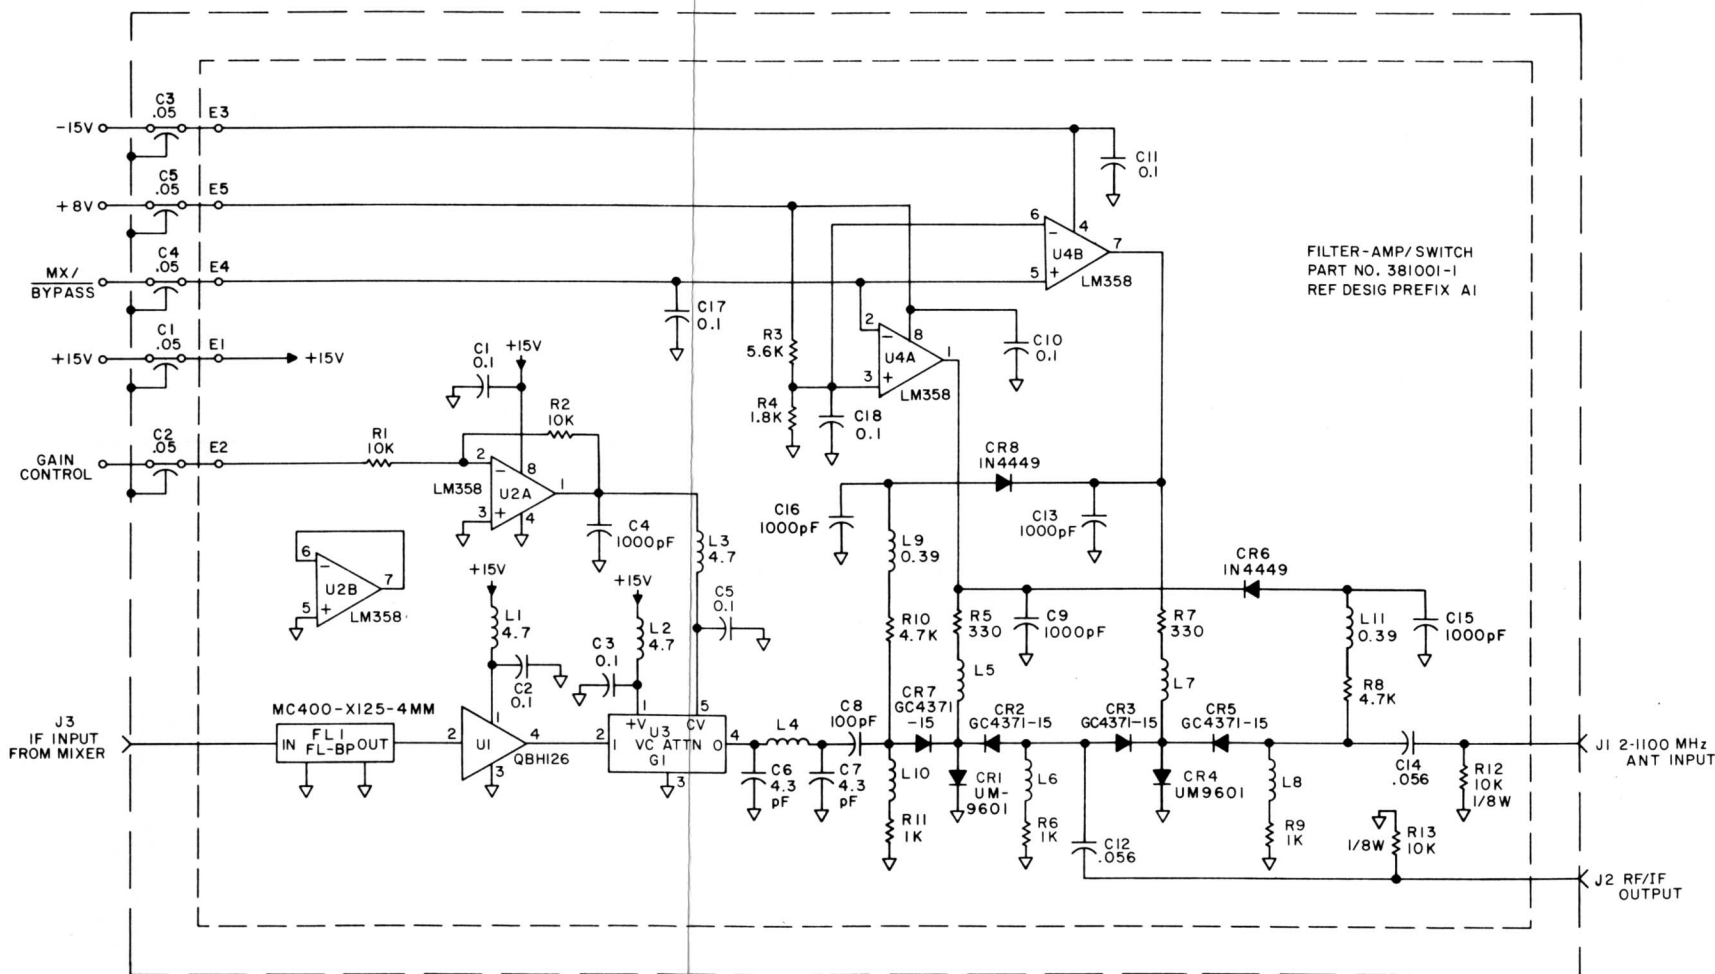 C3
.05
E3
-15V
C5
.05
E5
+8V
C4
.05
E4
MX/
BYPASS
C1
.05
E1
+15V
+15V
C2
.05
E2
GAIN
CONTROL
C11
0.1
6
-
4
U4B
7
5
+
LM358
FILTER-AMP/SWITCH
PART NO. 381001-1
REF DESIG PREFIX A1
C17
0.1
R3
5.6K
2
-
8
U4A
1
3
+
LM358
C10
0.1
R4
1.8K
C18
0.1
C1
0.1
+15V
R2
10K
R1
10K
2
-
8
LM358
U2A
1
3
+
4
C4
1000pF
L3
4.7
CR8
1N4449
C16
1000pF
C13
1000pF
L9
0.39
CR6
1N4449
6
-
U2B
7
5
+
LM358
+15V
L1
4.7
C2
0.1
+15V
L2
4.7
C3
0.1
C5
0.1
R10
4.7K
R5
330
C9
1000pF
R7
330
L11
0.39
C15
1000pF
L5
L7
R8
4.7K
J3
IF INPUT
FROM MIXER
MC400-X125-4MM
FL1
IN FL-BP OUT
2
1
U1
4
3
QBH126
1
5
+V
U3
CV
2
I
VC ATTN
O
4
G1
3
L4
C8
100pF
C6
4.3
pF
C7
4.3
pF
CR7
GC4371
-15
CR2
GC4371-15
CR3
GC4371-15
CR5
GC4371-15
L10
R11
1K
CR1
UM-
9601
L6
R6
1K
CR4
UM9601
L8
R9
1K
C12
.056
C14
.056
R12
10K
1/8W
1/8W
R13
10K
J1 2-1100 MHz
ANT INPUT
J2 RF/IF
OUTPUT